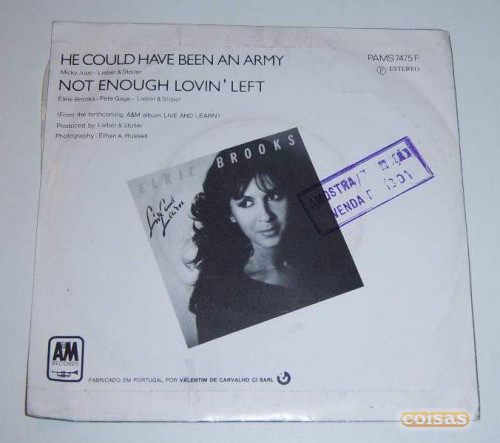 HE COULD HAVE BEEN AN ARMY
Micky Jupp - Lieber & Stoller
NOT ENOUGH LOVIN' LEFT
Elkie Brooks - Pete Gage - Lieber & Stoller
(From the forthcoming A&M album LIVE AND LEARN)
Produced by Lieber & Stoller
Photography : Ethan A. Russell
PAMS 7475 F
P ESTEREO
ELKIE BROOKS
Live and Learn
AMOSTRA
VENDA
A&M
RECORDS
FABRICADO EM PORTUGAL, POR VALENTIM DE CARVALHO CI SARL
coisas